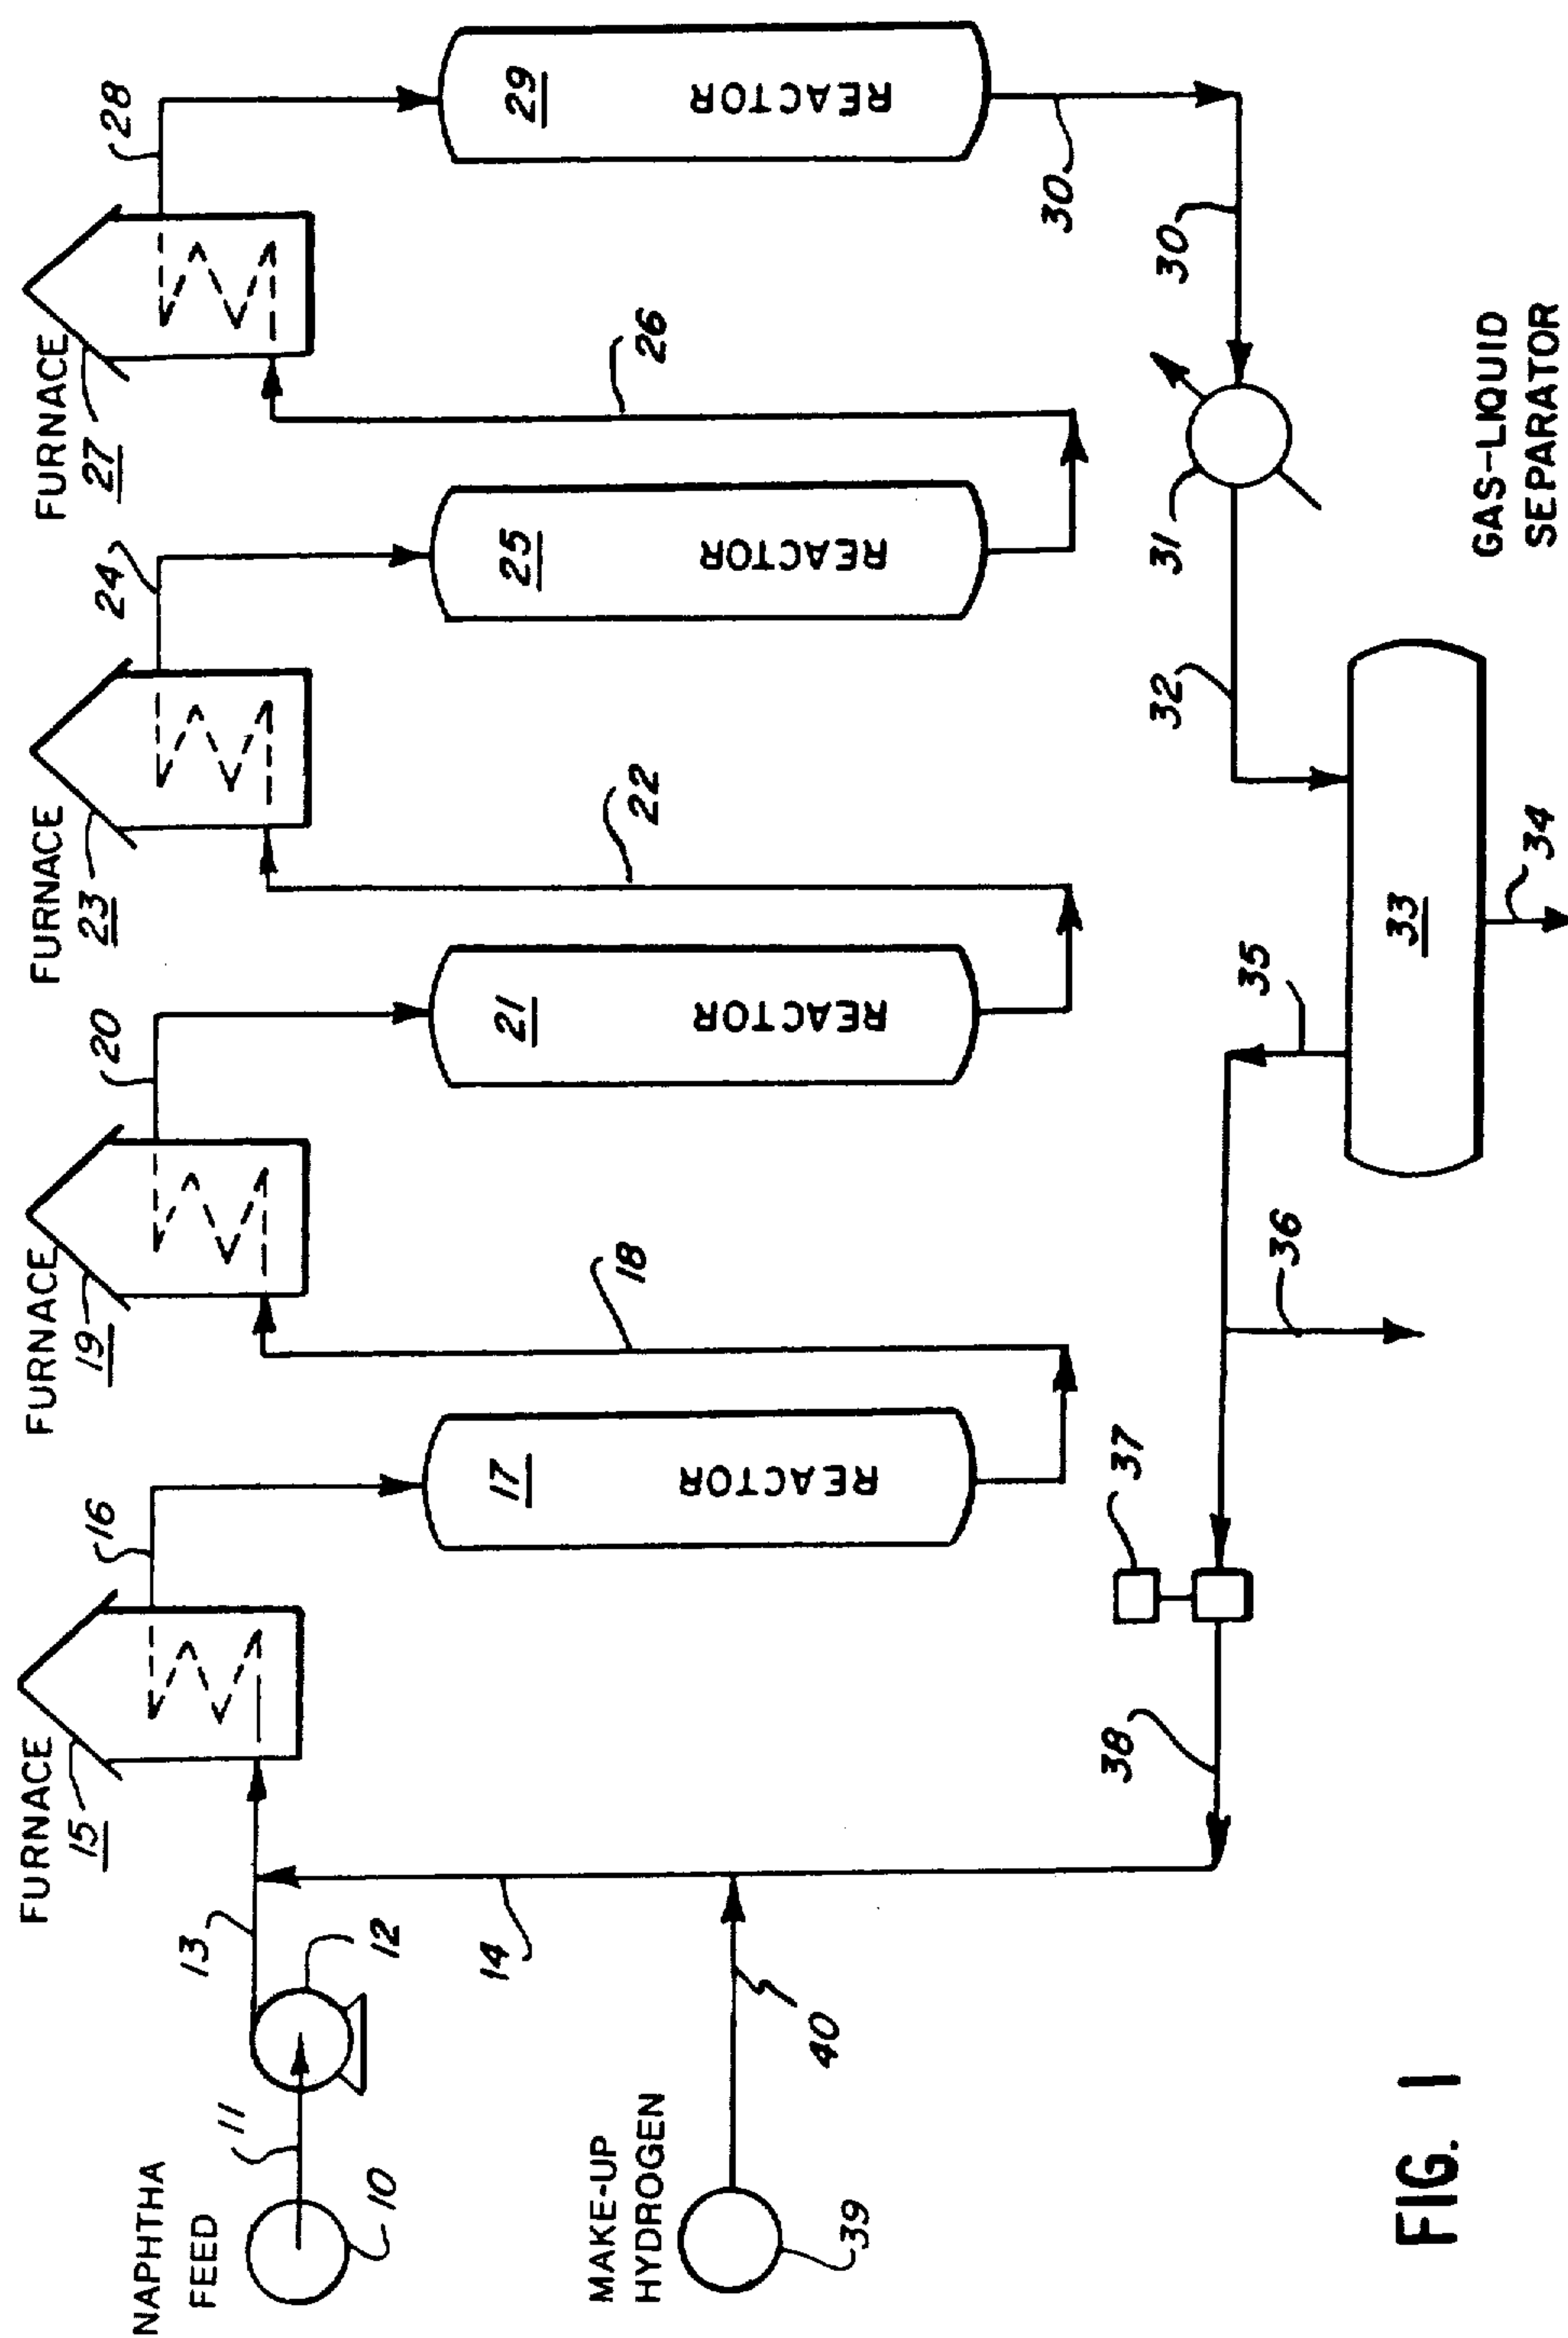 FURNACE
15
16
FURNACE
19
20
FURNACE
23
24
FURNACE
27
28
NAPHTHA
FEED
10
11
12
13
14
17
REACTOR
18
21
REACTOR
22
25
REACTOR
26
29
REACTOR
30
30
MAKE-UP
HYDROGEN
39
40
38
37
36
35
32
31
33
34
GAS-LIQUID
SEPARATOR
FIG. 1